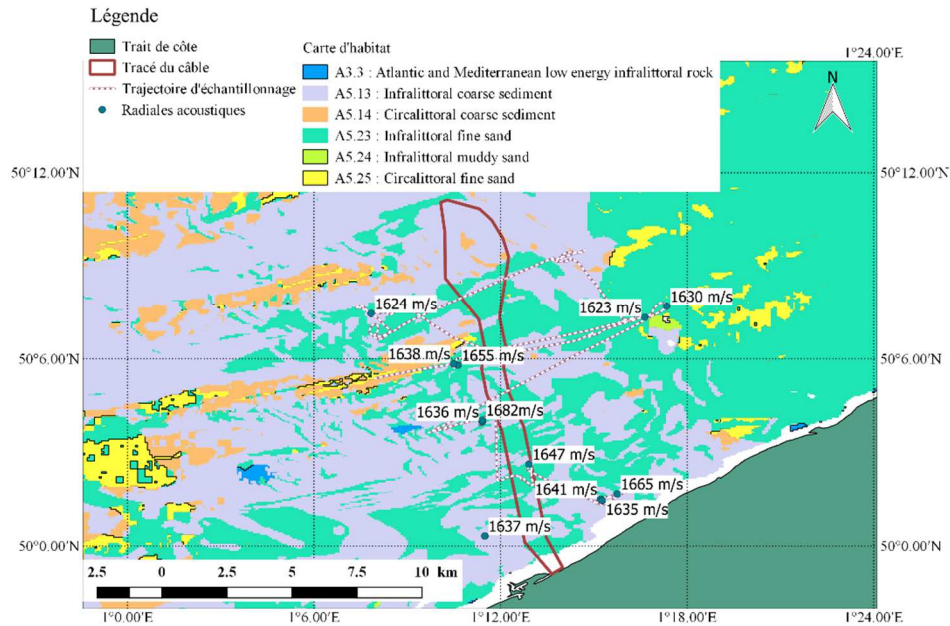 Légende
Trait de côte
Tracé du câble
Trajectoire d'échantillonnage
Radiales acoustiques
Carte d'habitat
A3.3 : Atlantic and Mediterranean low energy infralittoral rock
A5.13 : Infralittoral coarse sediment
A5.14 : Circalittoral coarse sediment
A5.23 : Infralittoral fine sand
A5.24 : Infralittoral muddy sand
A5.25 : Circalittoral fine sand
1°24.00'E
N
50°12.00'N
50°12.00'N
1624 m/s
1623 m/s
1630 m/s
50°6.00'N
1638 m/s
1655 m/s
50°6.00'N
1636 m/s
1682m/s
1647 m/s
1641 m/s
1665 m/s
1635 m/s
1637 m/s
50°0.00'N
50°0.00'N
2.5 0 2.5 5 7.5 10 km
1°0.00'E
1°6.00'E
1°12.00'E
1°18.00'E
1°24.00'E